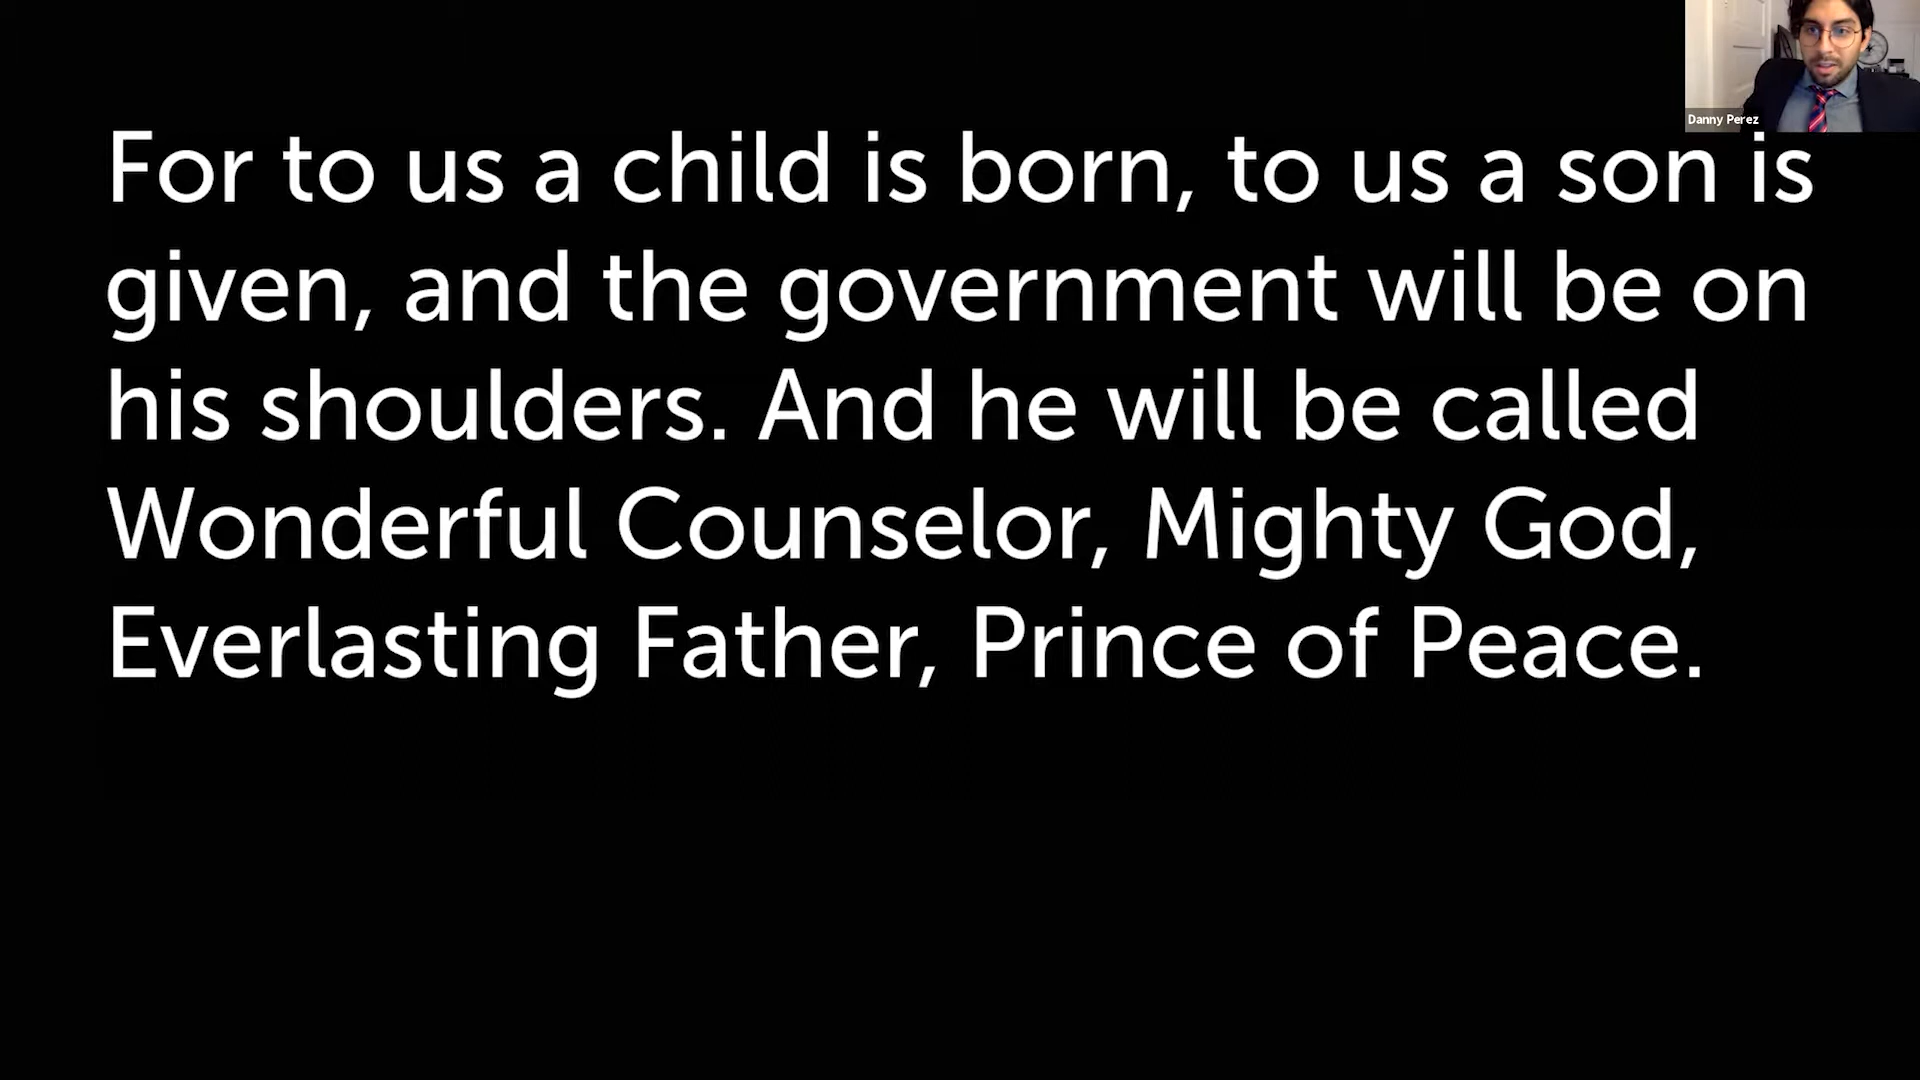 Danny Perez
For to us a child is born, to us a son is
given, and the government will be on
his shoulders. And he will be called
Wonderful Counselor, Mighty God,
Everlasting Father, Prince of Peace.